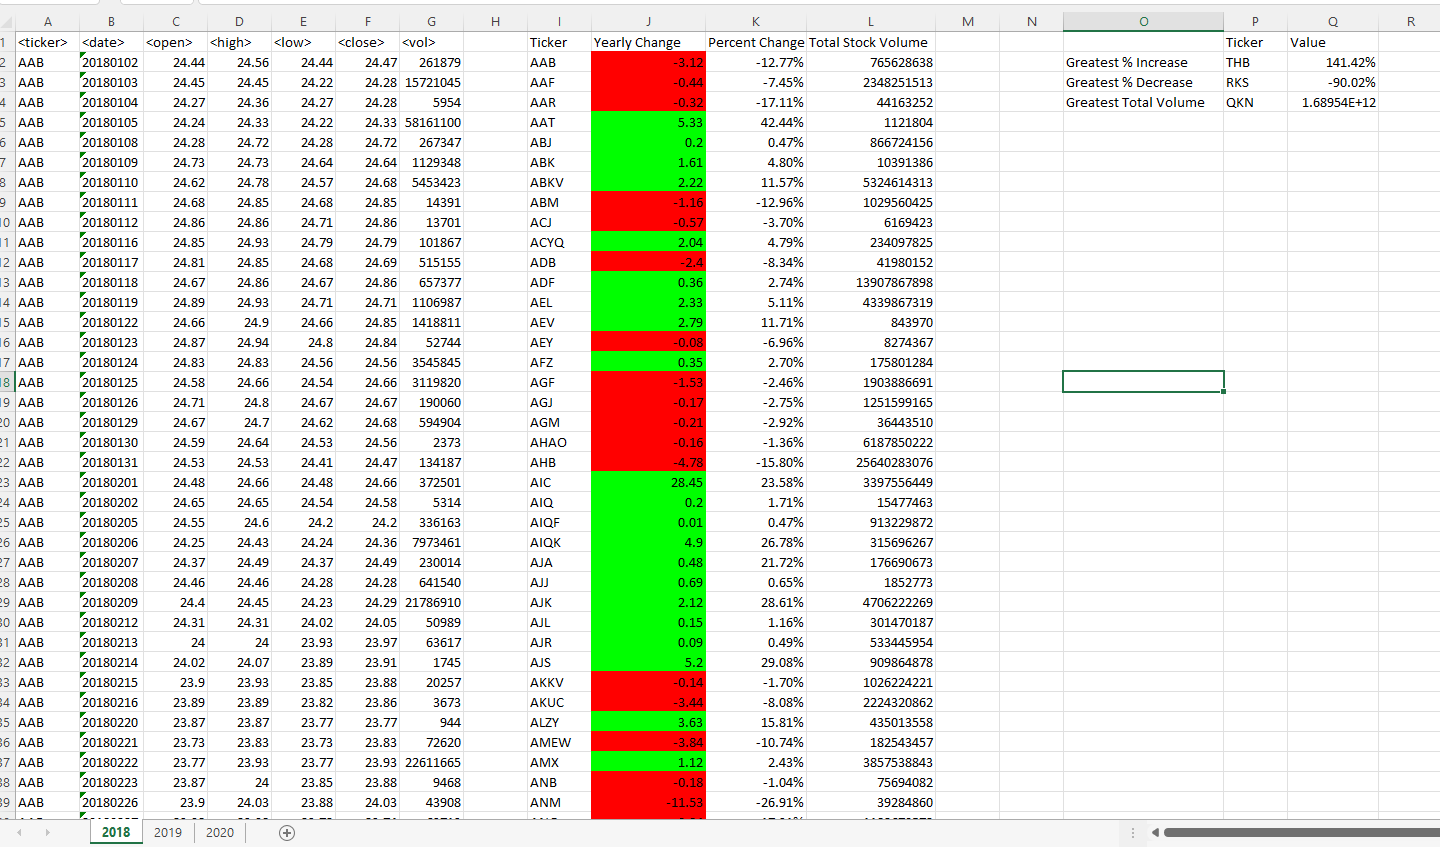 A B C D E F G H I J K L M N O P Q R
1 <ticker> <date> <open> <high> <low> <close> <vol> Ticker Yearly Change Percent Change Total Stock Volume Ticker Value
2 AAB 20180102 24.44 24.56 24.44 24.47 261879 AAB -3.12 -12.77% 765628638 Greatest % Increase THB 141.42%
3 AAB 20180103 24.45 24.45 24.22 24.28 15721045 AAF -0.44 -7.45% 2348251513 Greatest % Decrease RKS -90.02%
4 AAB 20180104 24.27 24.36 24.27 24.28 5954 AAR -0.32 -17.11% 44163252 Greatest Total Volume QKN 1.68954E+12
5 AAB 20180105 24.24 24.33 24.22 24.33 58161100 AAT 5.33 42.44% 1121804
6 AAB 20180108 24.28 24.72 24.28 24.72 267347 ABJ 0.2 0.47% 866724156
7 AAB 20180109 24.73 24.73 24.64 24.64 1129348 ABK 1.61 4.80% 10391386
8 AAB 20180110 24.62 24.78 24.57 24.68 5453423 ABKV 2.22 11.57% 5324614313
9 AAB 20180111 24.68 24.85 24.68 24.85 14391 ABM -1.16 -12.96% 1029560425
10 AAB 20180112 24.86 24.86 24.71 24.86 13701 ACJ -0.57 -3.70% 6169423
11 AAB 20180116 24.85 24.93 24.79 24.79 101867 ACYQ 2.04 4.79% 234097825
12 AAB 20180117 24.81 24.85 24.68 24.69 515155 ADB -2.4 -8.34% 41980152
13 AAB 20180118 24.67 24.86 24.67 24.86 657377 ADF 0.36 2.74% 13907867898
14 AAB 20180119 24.89 24.93 24.71 24.71 1106987 AEL 2.33 5.11% 4339867319
15 AAB 20180122 24.66 24.9 24.66 24.85 1418811 AEV 2.79 11.71% 843970
16 AAB 20180123 24.87 24.94 24.8 24.84 52744 AEY -0.08 -6.96% 8274367
17 AAB 20180124 24.83 24.83 24.56 24.56 3545845 AFZ 0.35 2.70% 175801284
18 AAB 20180125 24.58 24.66 24.54 24.66 3119820 AGF -1.53 -2.46% 1903886691
19 AAB 20180126 24.71 24.8 24.67 24.67 190060 AGJ -0.17 -2.75% 1251599165
20 AAB 20180129 24.67 24.7 24.62 24.68 594904 AGM -0.21 -2.92% 36443510
21 AAB 20180130 24.59 24.64 24.53 24.56 2373 AHAO -0.16 -1.36% 6187850222
22 AAB 20180131 24.53 24.53 24.41 24.47 134187 AHB -4.78 -15.80% 25640283076
23 AAB 20180201 24.48 24.66 24.48 24.66 372501 AIC 28.45 23.58% 3397556449
24 AAB 20180202 24.65 24.65 24.54 24.58 5314 AIQ 0.2 1.71% 15477463
25 AAB 20180205 24.55 24.6 24.2 24.2 336163 AIQF 0.01 0.47% 913229872
26 AAB 20180206 24.25 24.43 24.24 24.36 7973461 AIQK 4.9 26.78% 315696267
27 AAB 20180207 24.37 24.49 24.37 24.49 230014 AJA 0.48 21.72% 176690673
28 AAB 20180208 24.46 24.46 24.28 24.28 641540 AJJ 0.69 0.65% 1852773
29 AAB 20180209 24.4 24.45 24.23 24.29 21786910 AJK 2.12 28.61% 4706222269
30 AAB 20180212 24.31 24.31 24.02 24.05 50989 AJL 0.15 1.16% 301470187
31 AAB 20180213 24 24 23.93 23.97 63617 AJR 0.09 0.49% 533445954
32 AAB 20180214 24.02 24.07 23.89 23.91 1745 AJS 5.2 29.08% 909864878
33 AAB 20180215 23.9 23.93 23.85 23.88 20257 AKKV -0.14 -1.70% 1026224221
34 AAB 20180216 23.89 23.89 23.82 23.86 3673 AKUC -3.44 -8.08% 2224320862
35 AAB 20180220 23.87 23.87 23.77 23.77 944 ALZY 3.63 15.81% 435013558
36 AAB 20180221 23.73 23.83 23.73 23.83 72620 AMEW -3.84 -10.74% 182543457
37 AAB 20180222 23.77 23.93 23.77 23.93 22611665 AMX 1.12 2.43% 3857538843
38 AAB 20180223 23.87 24 23.85 23.88 9468 ANB -0.18 -1.04% 75694082
39 AAB 20180226 23.9 24.03 23.88 24.03 43908 ANM -11.53 -26.91% 39284860
2018 2019 2020